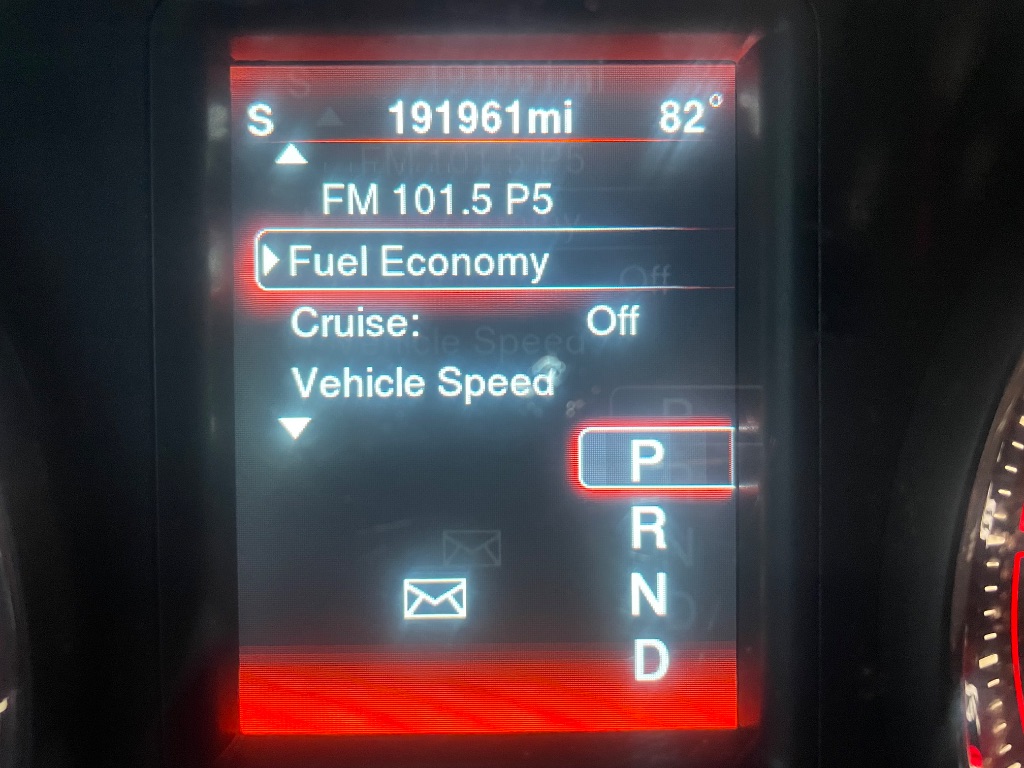 S 191961mi 82°
FM 101.5 P5
Fuel Economy
Cruise: Off
Vehicle Speed
P
R
N
D